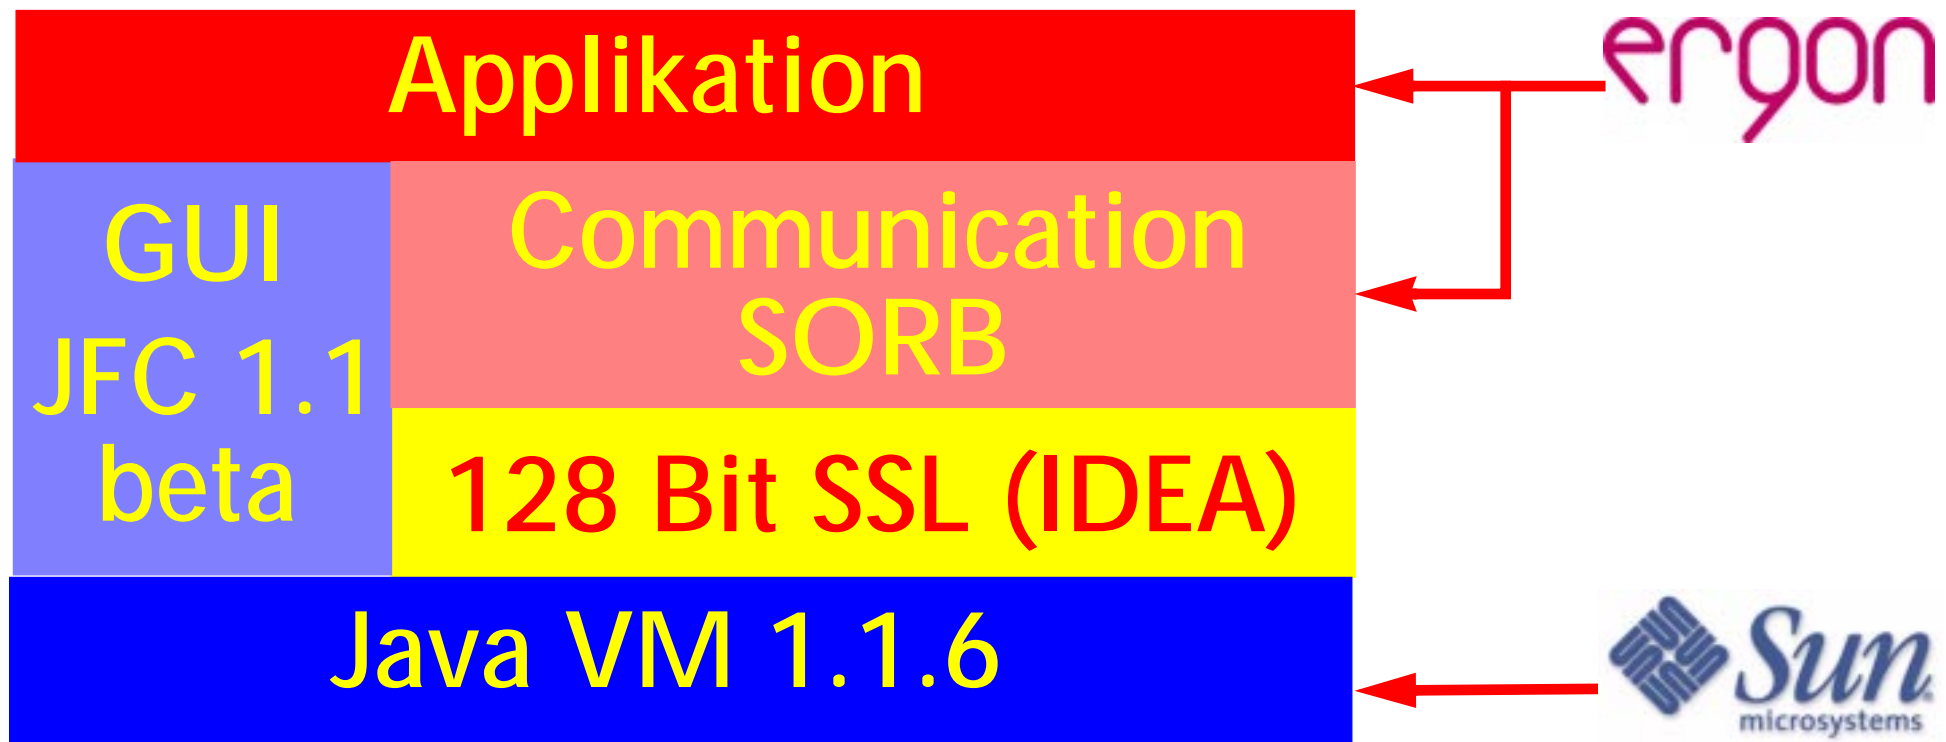 Applikation
ergon
GUI
JFC 1.1
beta
Communication
SORB
128 Bit SSL (IDEA)
Java VM 1.1.6
Sun
microsystems